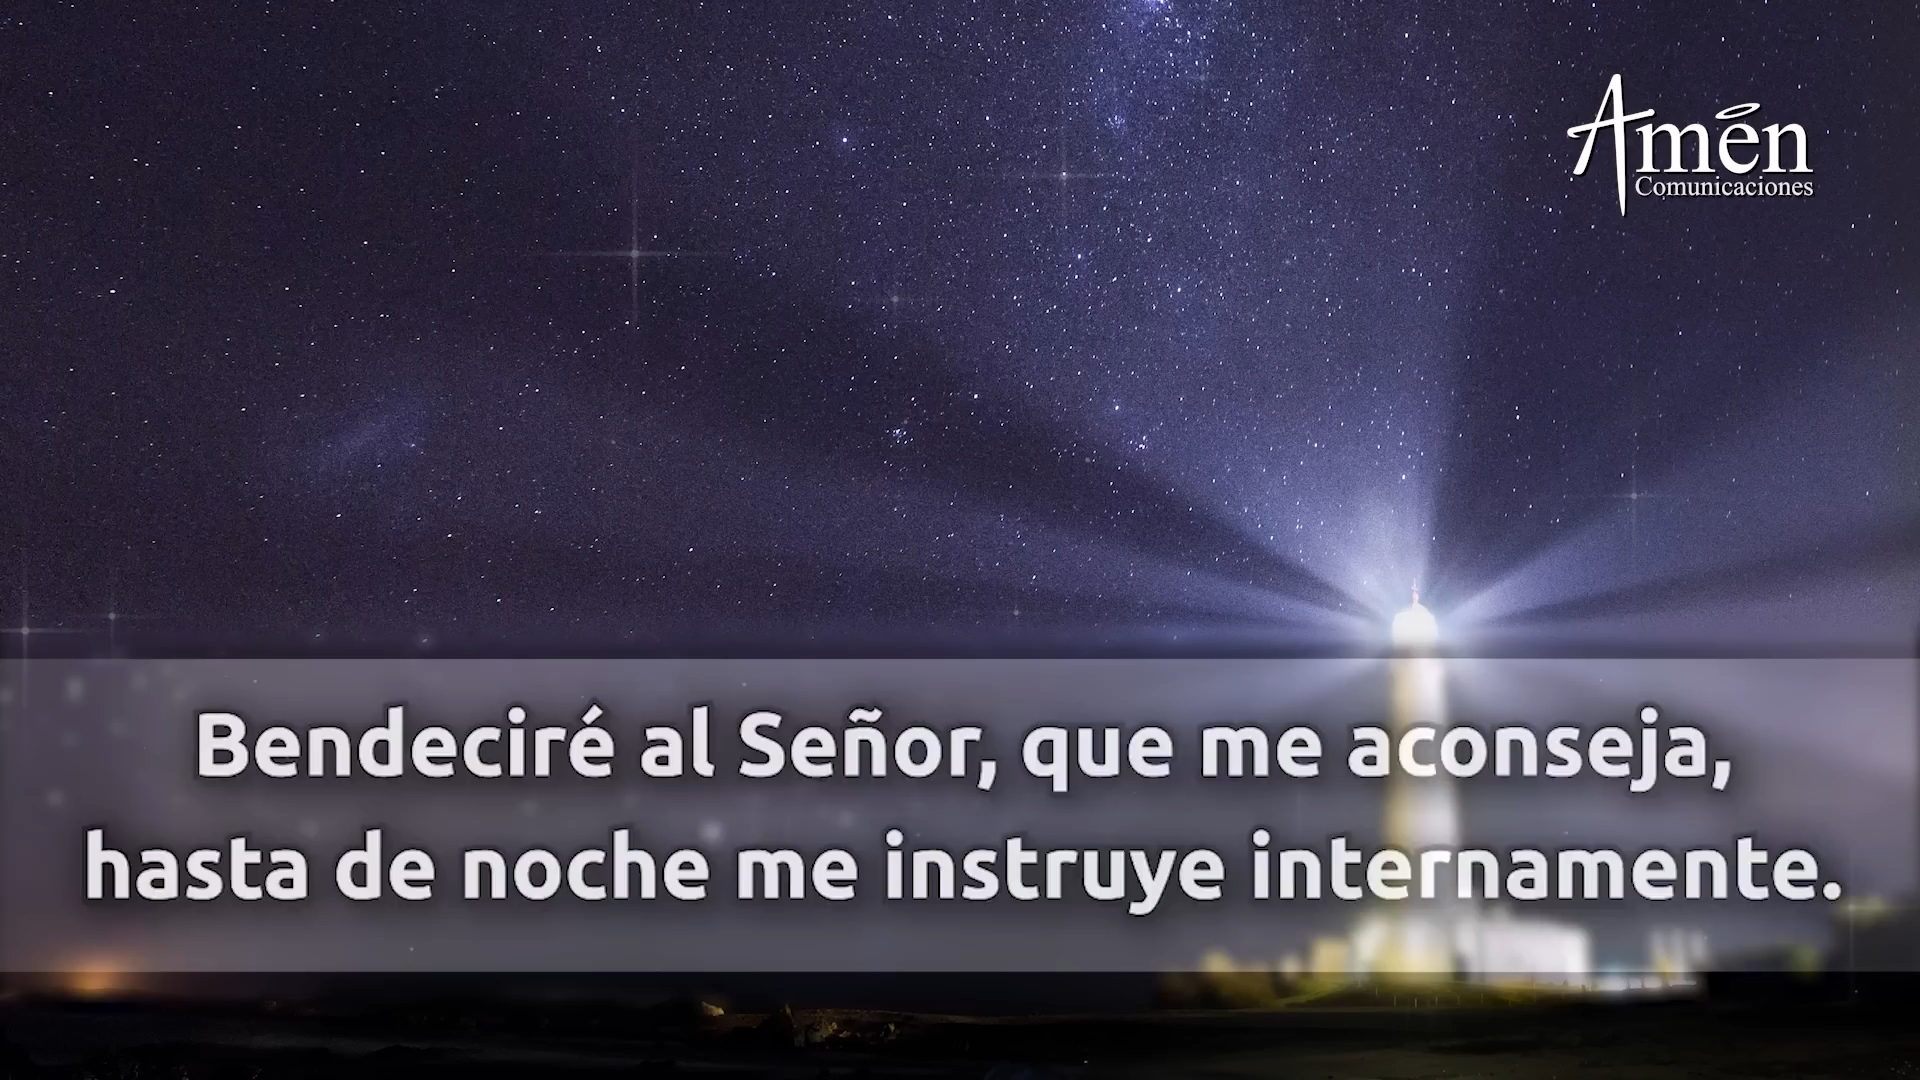 Amén
Comunicaciones
Bendeciré al Señor, que me aconseja,
hasta de noche me instruye internamente.